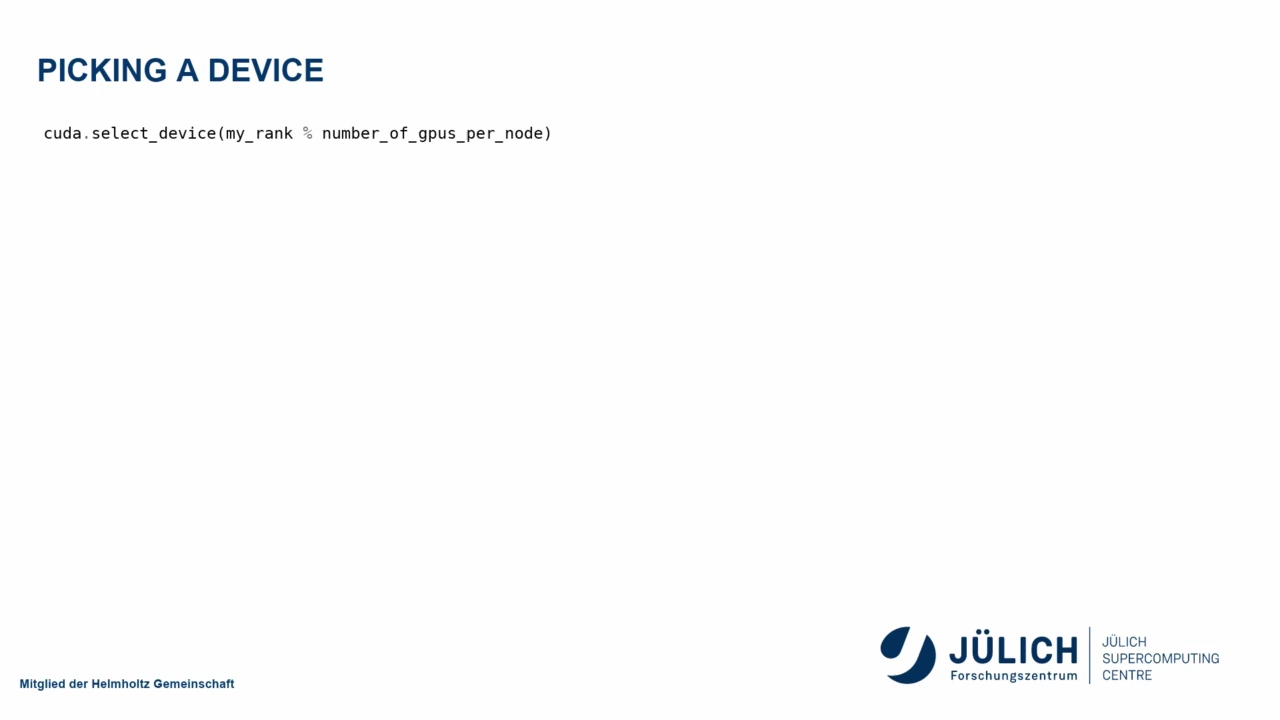 PICKING A DEVICE
cuda.select_device(my_rank % number_of_gpus_per_node)
JÜLICH
Forschungszentrum
JÜLICH
SUPERCOMPUTING
CENTRE
Mitglied der Helmholtz Gemeinschaft